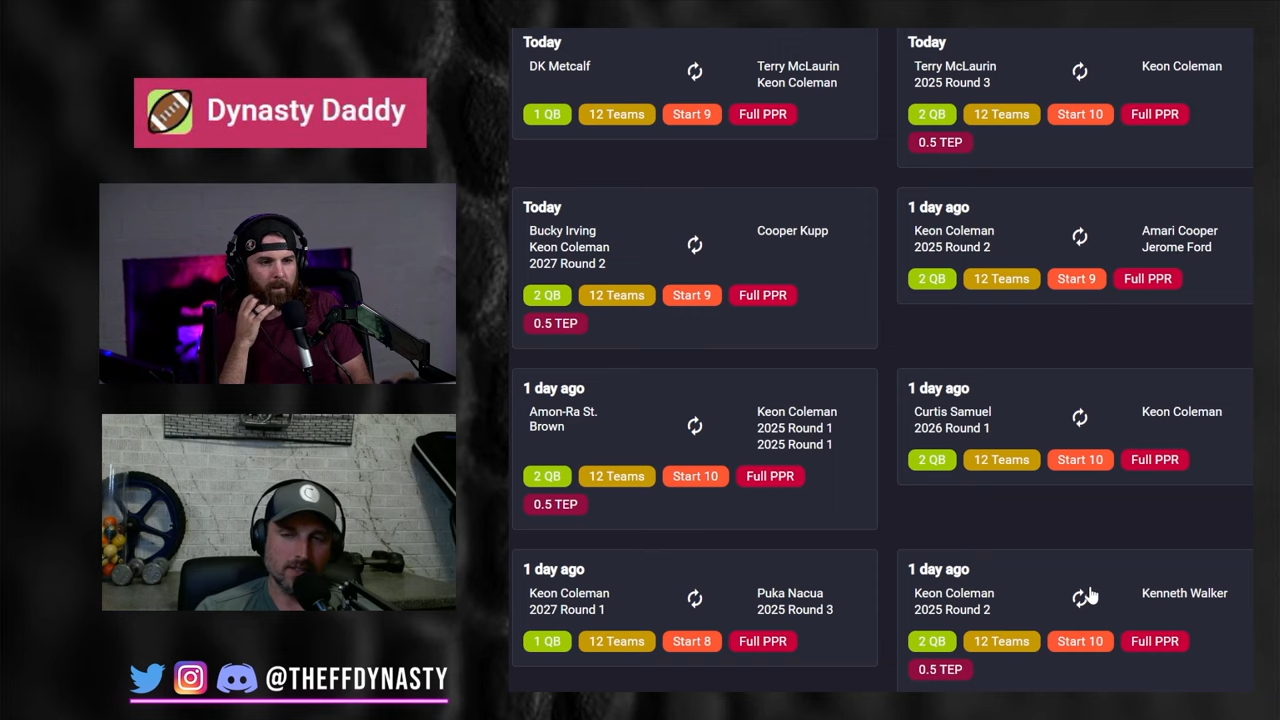 Dynasty Daddy
@THEFFDYNASTY
Today
DK Metcalf
Terry McLaurin
Keon Coleman
1 QB
12 Teams
Start 9
Full PPR
Today
Terry McLaurin
2025 Round 3
Keon Coleman
2 QB
12 Teams
Start 10
Full PPR
0.5 TEP
Today
Bucky Irving
Keon Coleman
2027 Round 2
Cooper Kupp
2 QB
12 Teams
Start 9
Full PPR
0.5 TEP
1 day ago
Keon Coleman
2025 Round 2
Amari Cooper
Jerome Ford
2 QB
12 Teams
Start 9
Full PPR
1 day ago
Amon-Ra St.
Brown
Keon Coleman
2025 Round 1
2025 Round 1
2 QB
12 Teams
Start 10
Full PPR
0.5 TEP
1 day ago
Curtis Samuel
2026 Round 1
Keon Coleman
2 QB
12 Teams
Start 10
Full PPR
1 day ago
Keon Coleman
2027 Round 1
Puka Nacua
2025 Round 3
1 QB
12 Teams
Start 8
Full PPR
1 day ago
Keon Coleman
2025 Round 2
Kenneth Walker
2 QB
12 Teams
Start 10
Full PPR
0.5 TEP